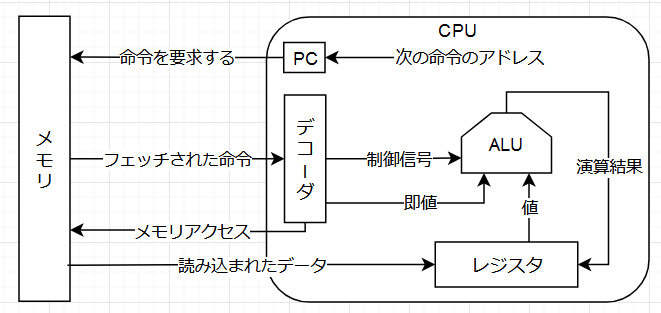 CPU
命令を要求する
PC
次の命令のアドレス
メモリ
フェッチされた命令
デコーダ
制御信号
ALU
演算結果
即値
値
メモリアクセス
読み込まれたデータ
レジスタ